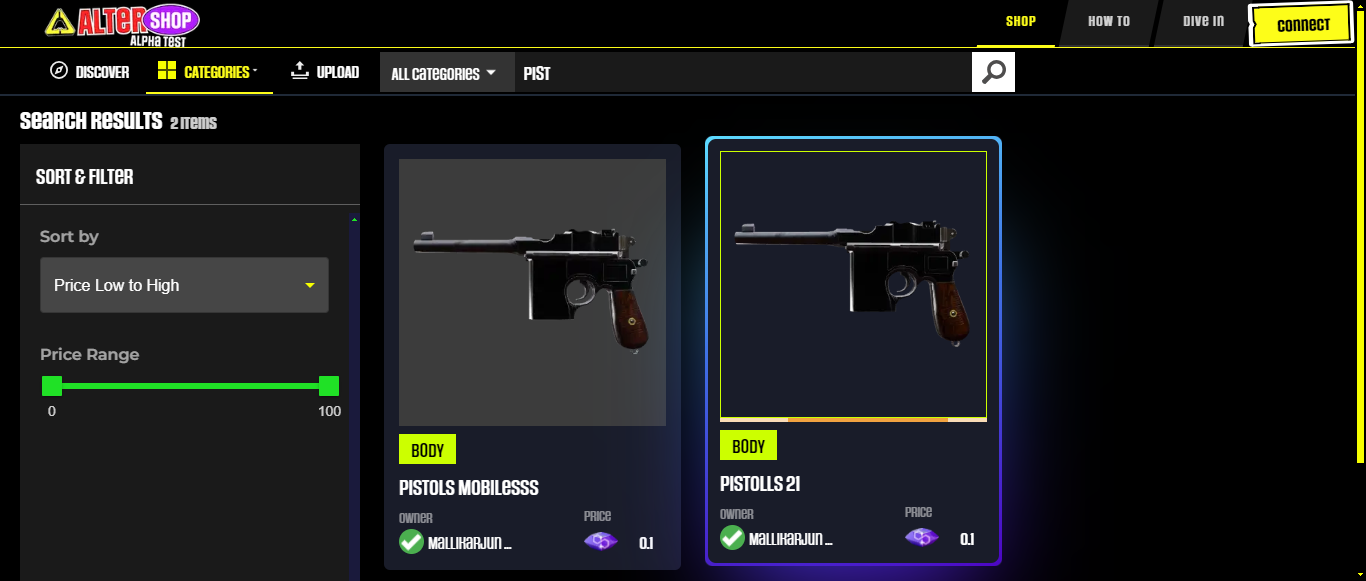 ALTER SHOP
ALPHA TEST
SHOP
HOW TO
DIVE IN
CONNECT
DISCOVER
CATEGORIES
UPLOAD
ALL CATEGORIES
PIST
SEARCH RESULTS 2 ITEMS
SORT & FILTER
Sort by
Price Low to High
Price Range
0
100
BODY
PISTOLS MOBILESSS
OWNER
PRICE
MALLIKARJUN ...
0.1
BODY
PISTOLLS 21
OWNER
PRICE
MALLIKARJUN ...
0.1